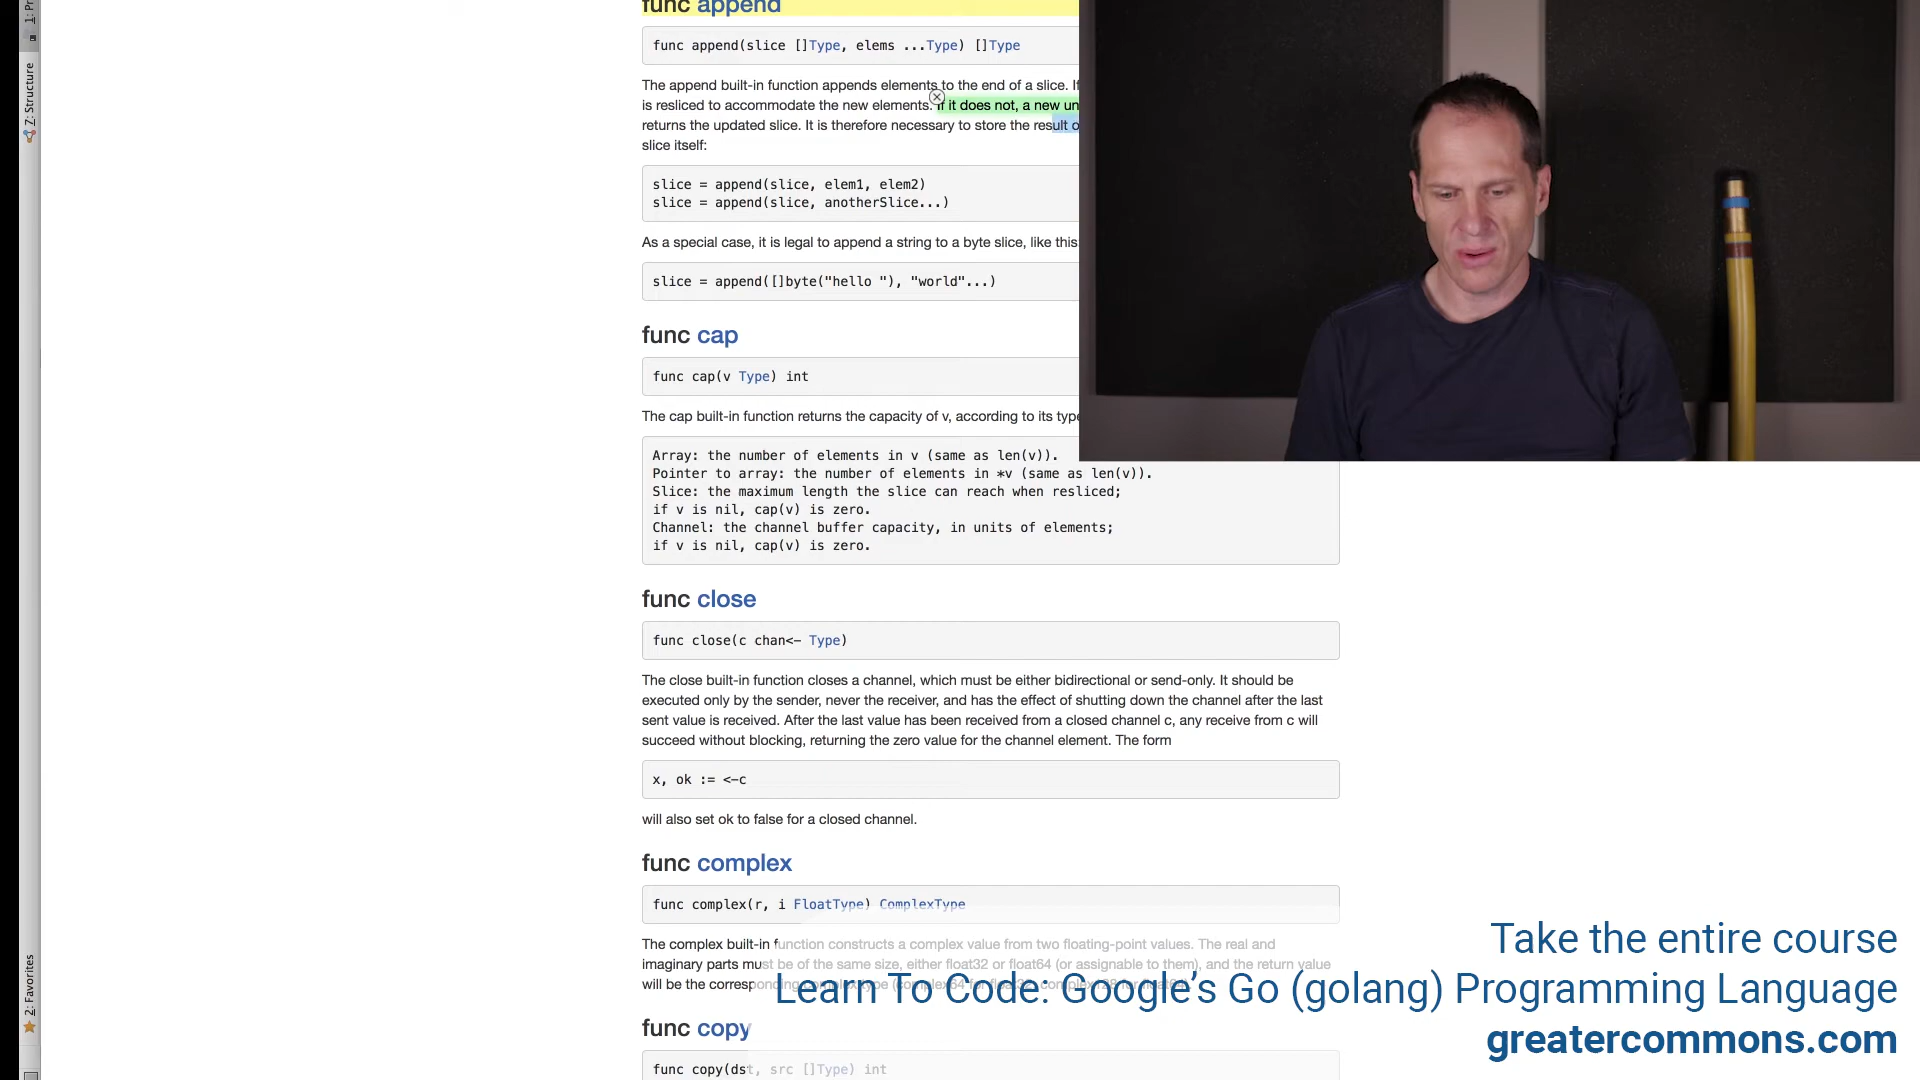 func append
func append(slice []Type, elems ...Type) []Type
The append built-in function appends elements to the end of a slice. If
is resliced to accommodate the new elements. If it does not, a new un
returns the updated slice. It is therefore necessary to store the result o
slice itself:
slice = append(slice, elem1, elem2)
slice = append(slice, anotherSlice...)
As a special case, it is legal to append a string to a byte slice, like this
slice = append([]byte("hello "), "world"...)
func cap
func cap(v Type) int
The cap built-in function returns the capacity of v, according to its type
Array: the number of elements in v (same as len(v)).
Pointer to array: the number of elements in *v (same as len(v)).
Slice: the maximum length the slice can reach when resliced;
if v is nil, cap(v) is zero.
Channel: the channel buffer capacity, in units of elements;
if v is nil, cap(v) is zero.
func close
func close(c chan<- Type)
The close built-in function closes a channel, which must be either bidirectional or send-only. It should be
executed only by the sender, never the receiver, and has the effect of shutting down the channel after the last
sent value is received. After the last value has been received from a closed channel c, any receive from c will
succeed without blocking, returning the zero value for the channel element. The form
x, ok := <-c
will also set ok to false for a closed channel.
func complex
func complex(r, i FloatType) ComplexType
The complex built-in function constructs a complex value from two floating-point values. The real and
imaginary parts must be of the same size, either float32 or float64 (or assignable to them), and the return value
will be the corresponding complex type
func copy
func copy(dst, src []Type) int
Z: Structure
2: Favorites
Take the entire course
Learn To Code: Google’s Go (golang) Programming Language
greatercommons.com